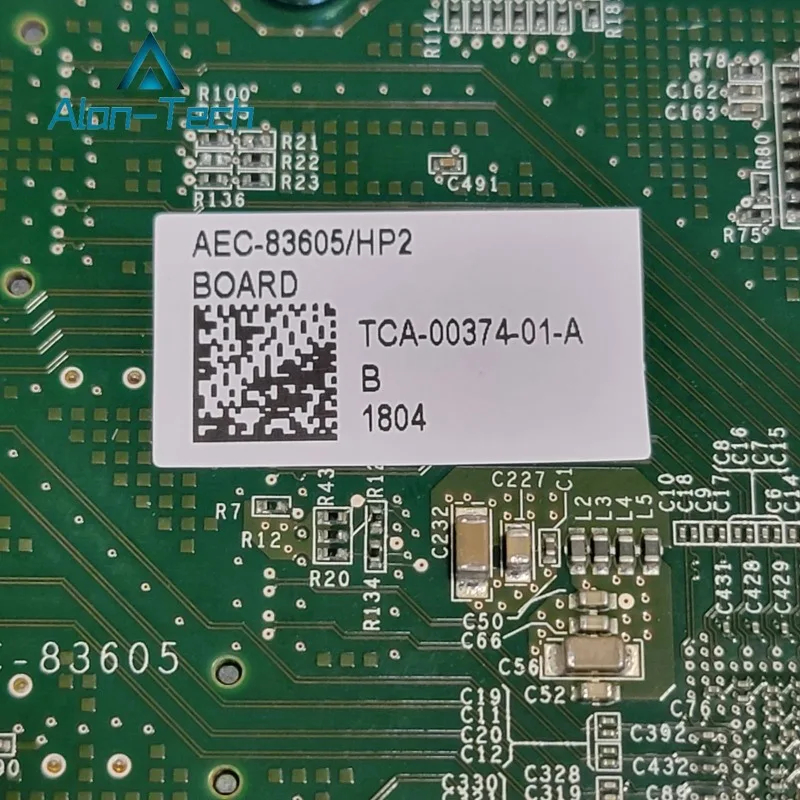 R114
R18
R78
C162
C163
Alan-Tech
R100
R21
R22
R23
R136
C491
R80
R75
AEC-83605/HP2
BOARD
TCA-00374-01-A
B
1804
C8
C16
C7
C15
R7
R12
R43
R20
R134
C232
C227
L2
L3
L4
L5
C10
C18
C9
C17
C6
C14
C431
C428
C429
C50
C66
C56
C52
-83605
C19
C11
C20
C12
C76
C392
C432
C330
C328
C319